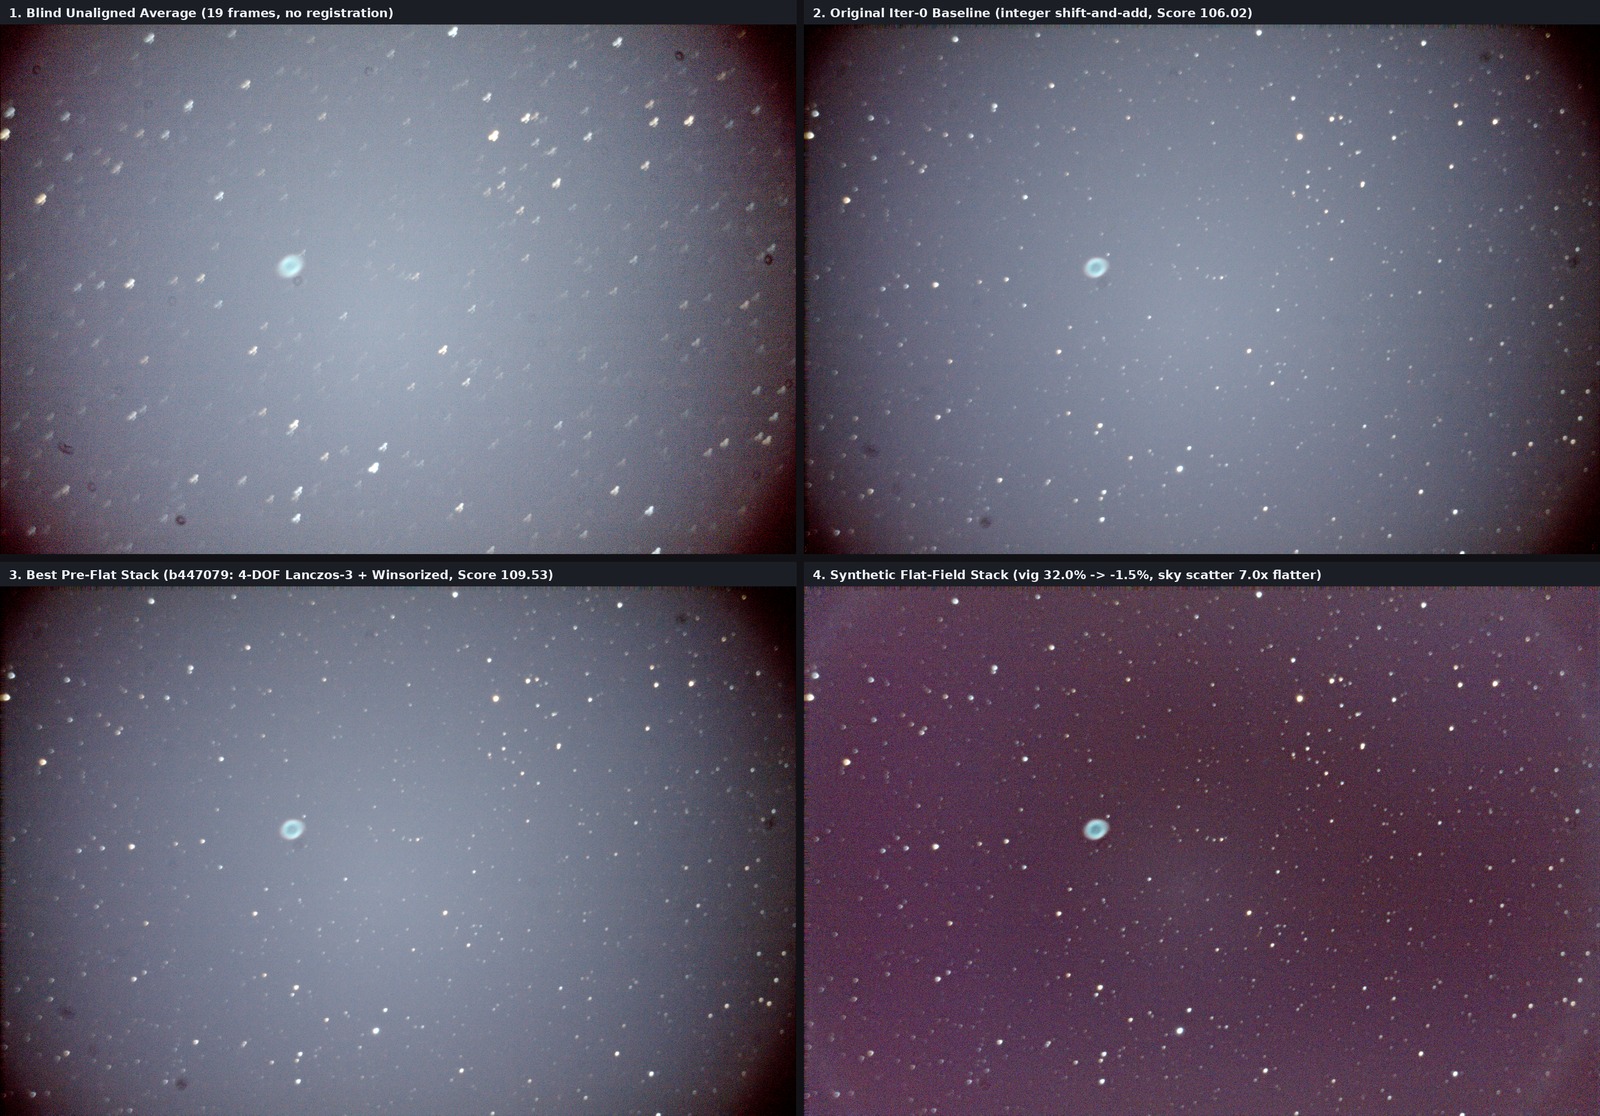 1. Blind Unaligned Average (19 frames, no registration)
2. Original Iter-0 Baseline (integer shift-and-add, Score 106.02)
3. Best Pre-Flat Stack (b447079: 4-DOF Lanczos-3 + Winsorized, Score 109.53)
4. Synthetic Flat-Field Stack (vig 32.0% -> -1.5%, sky scatter 7.0x flatter)